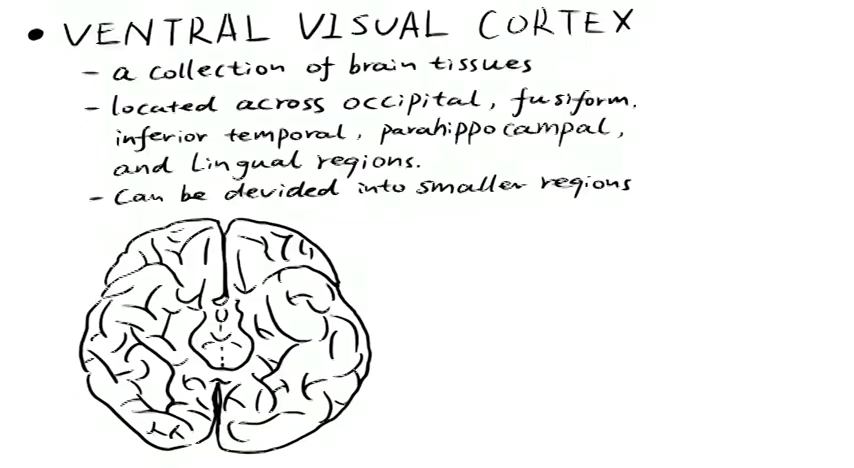 • VENTRAL VISUAL CORTEX
- a collection of brain tissues
- located across occipital, fusiform.
inferior temporal, parahippocampal,
and Lingual regions.
- Can be devided into smaller regions